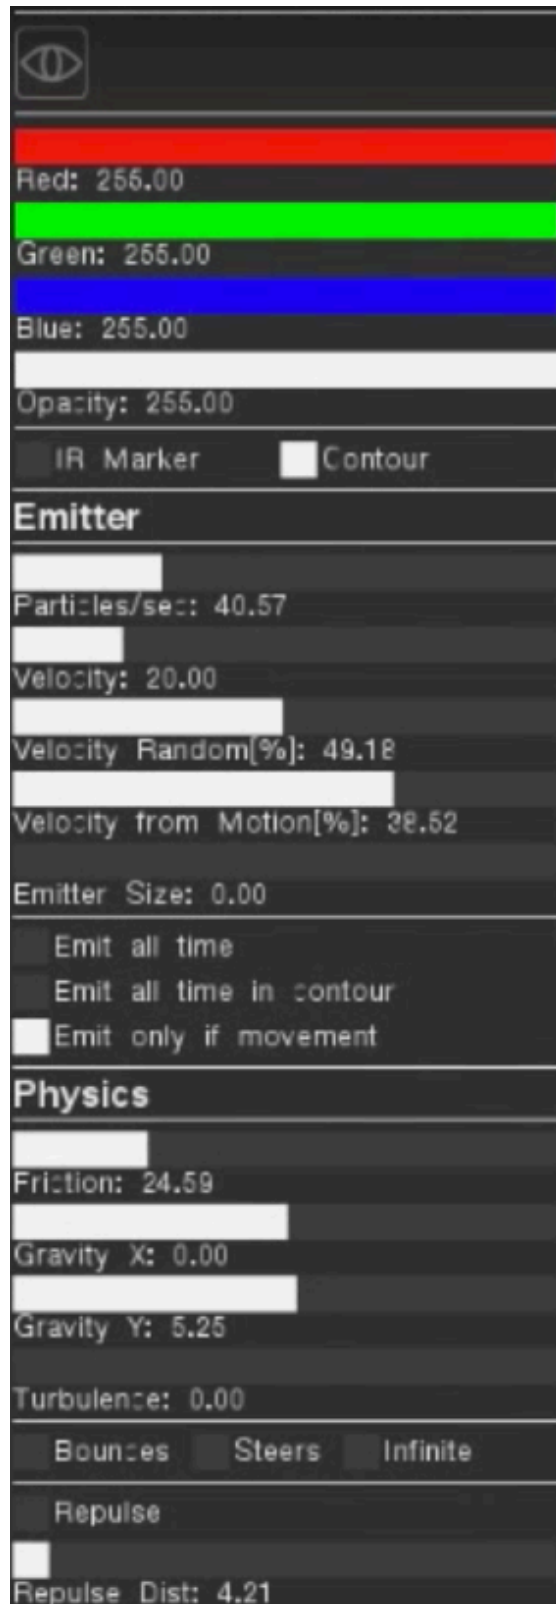 Red: 255.00
Green: 255.00
Blue: 255.00
Opacity: 255.00
IR Marker Contour
Emitter
Particles/sec: 40.57
Velocity: 20.00
Velocity Random[%]: 49.18
Velocity from Motion[%]: 38.52
Emitter Size: 0.00
Emit all time
Emit all time in contour
Emit only if movement
Physics
Friction: 24.59
Gravity X: 0.00
Gravity Y: 5.25
Turbulence: 0.00
Bounces Steers Infinite
Repulse
Repulse Dist: 4.21